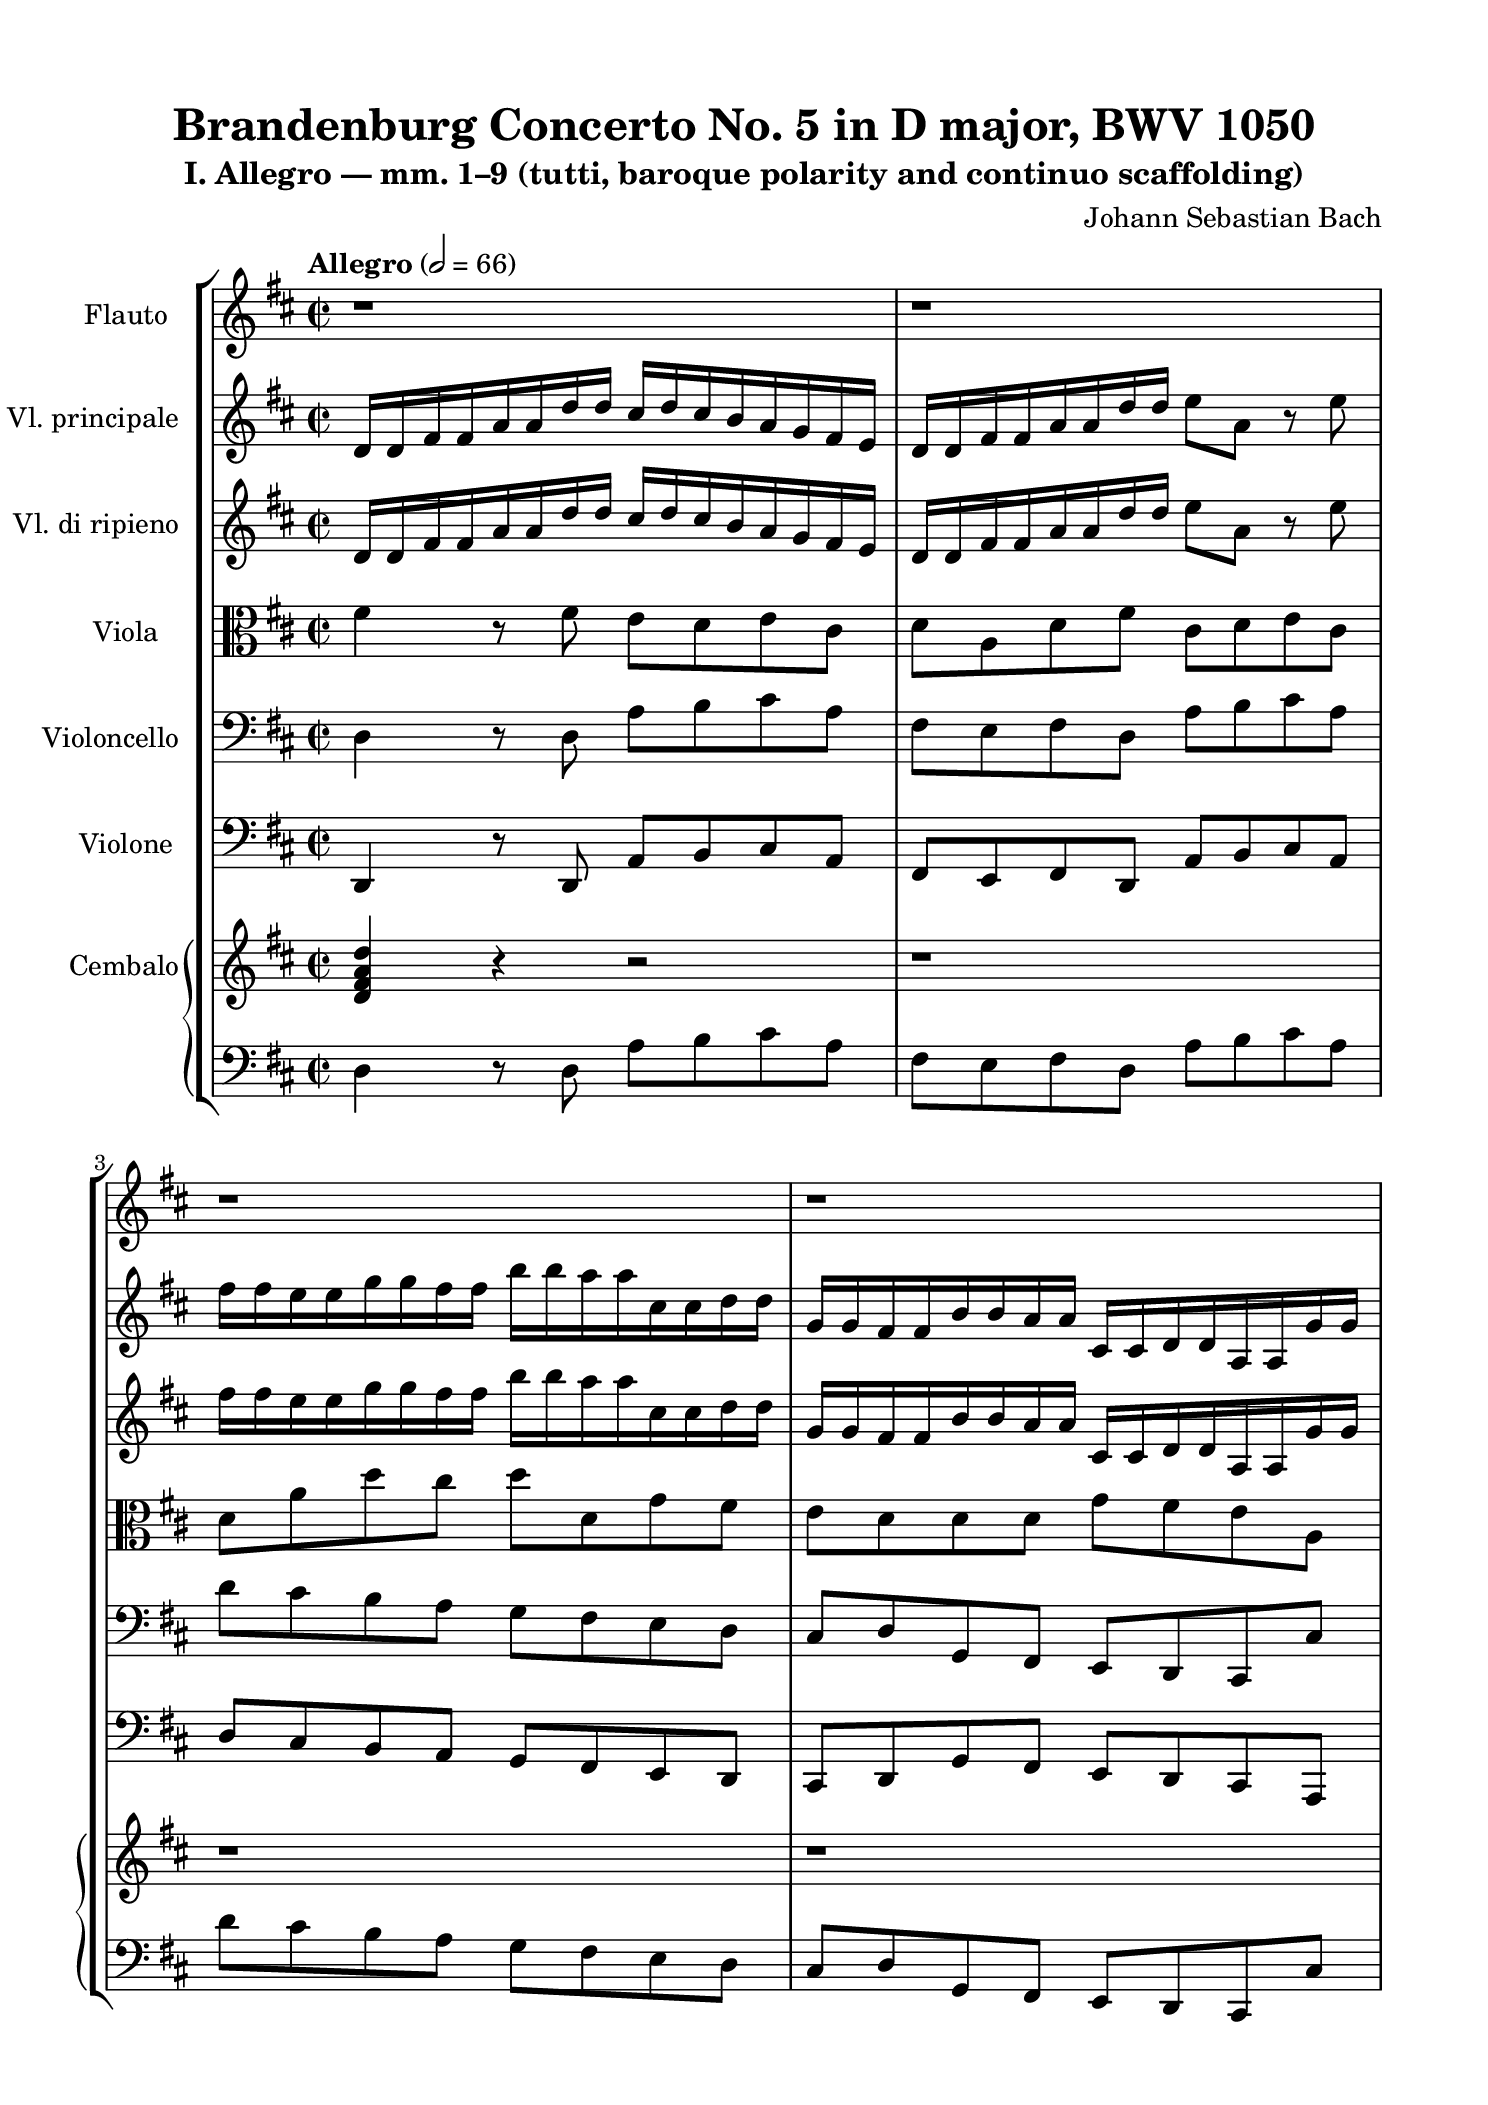 Brandenburg Concerto No. 5 in D major, BWV 1050
I. Allegro — mm. 1–9 (tutti, baroque polarity and continuo scaffolding)
Johann Sebastian Bach
Allegro (𝅗𝅥 = 66)
Flauto
Vl. principale
Vl. di ripieno
Viola
Violoncello
Violone
Cembalo
3